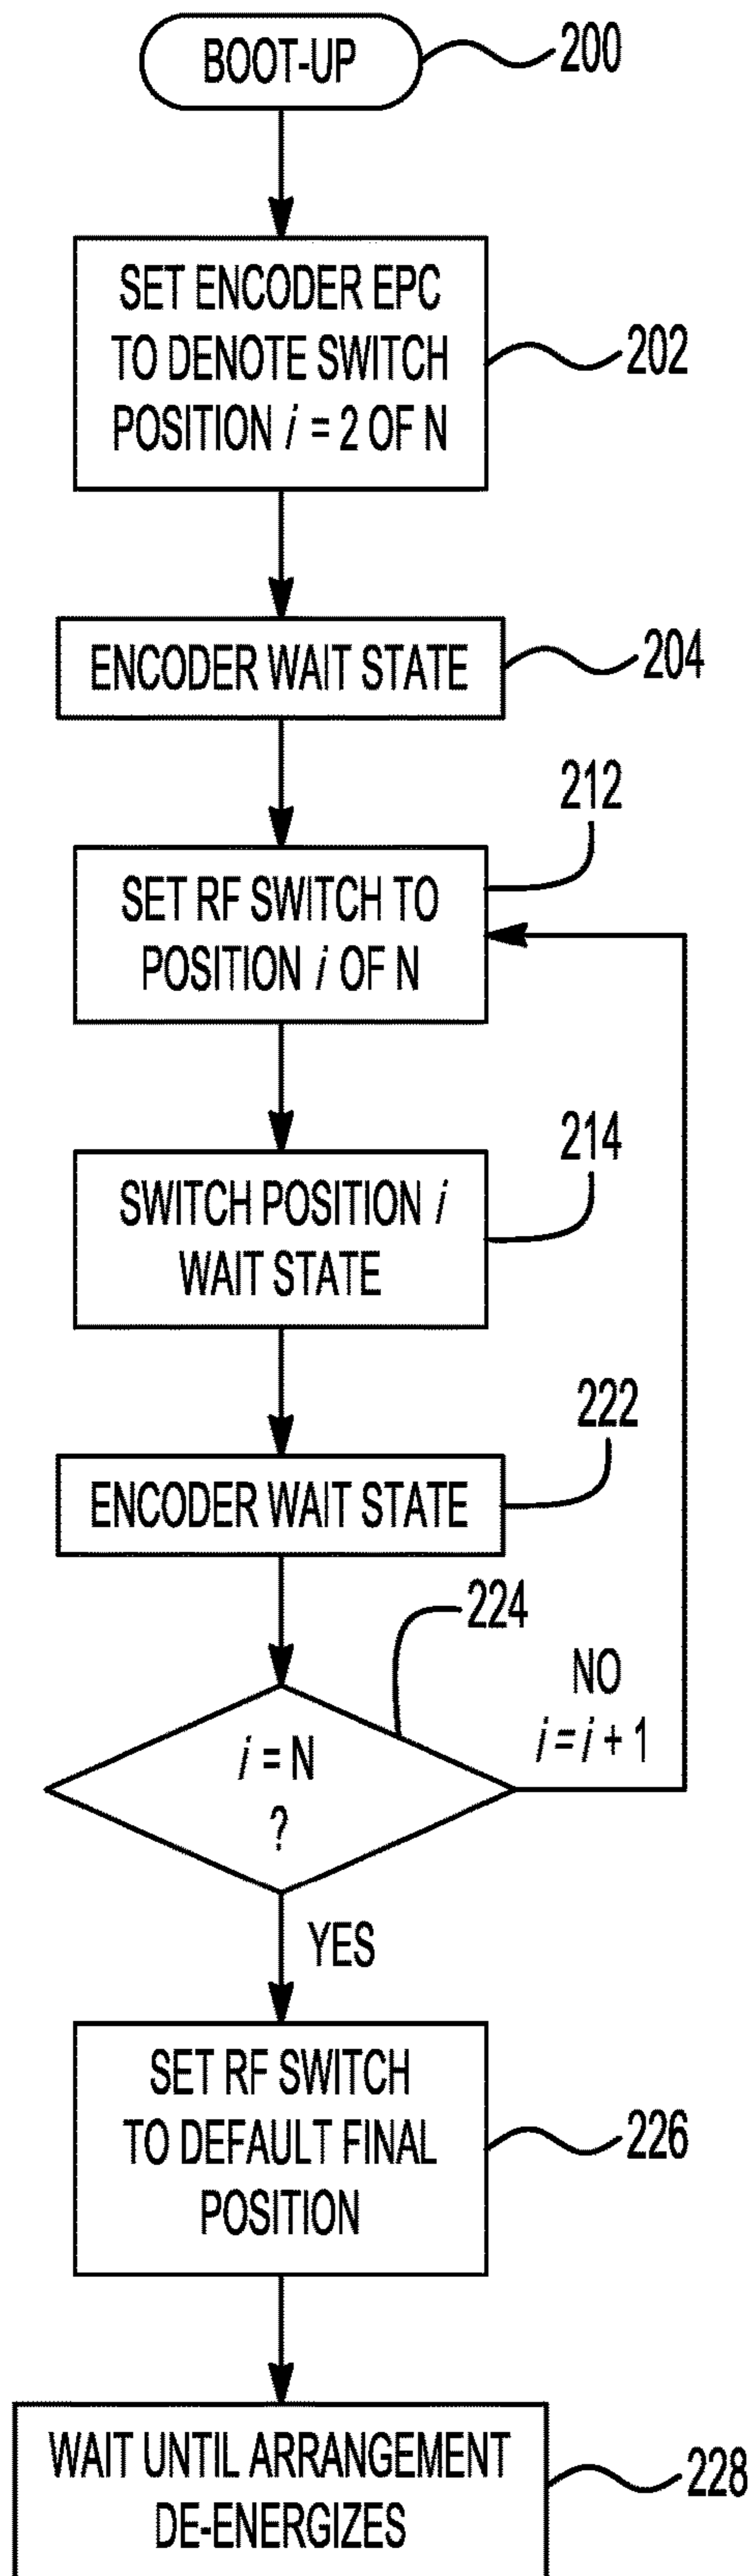 BOOT-UP
200
SET ENCODER EPC
TO DENOTE SWITCH
POSITION i = 2 OF N
202
ENCODER WAIT STATE
204
212
SET RF SWITCH TO
POSITION i OF N
214
SWITCH POSITION i
WAIT STATE
222
ENCODER WAIT STATE
224
i = N
?
NO
i = i + 1
YES
SET RF SWITCH
TO DEFAULT FINAL
POSITION
226
WAIT UNTIL ARRANGEMENT
DE-ENERGIZES
228